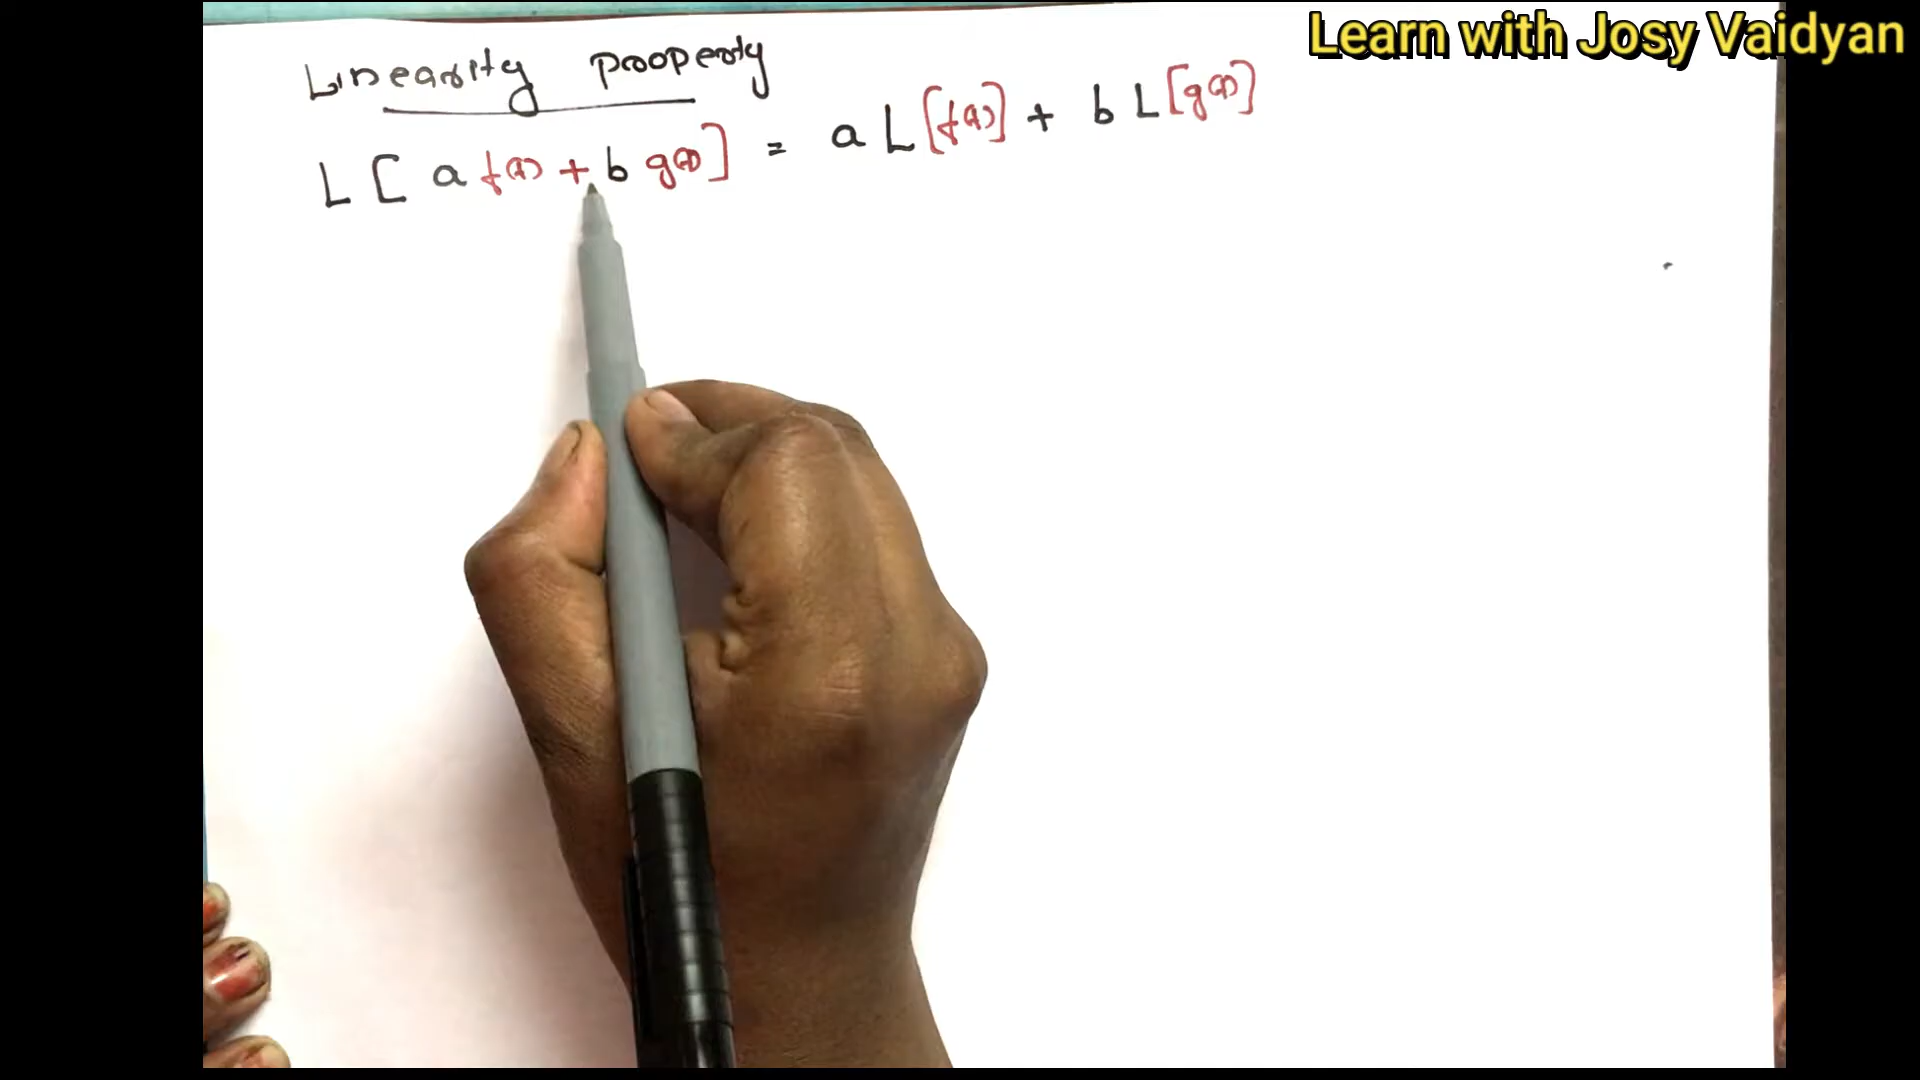 Learn with Josy Vaidyan
Linearity property
L [ a f(x) + b g(x) ] = a L [f(x)] + b L [g(x)]